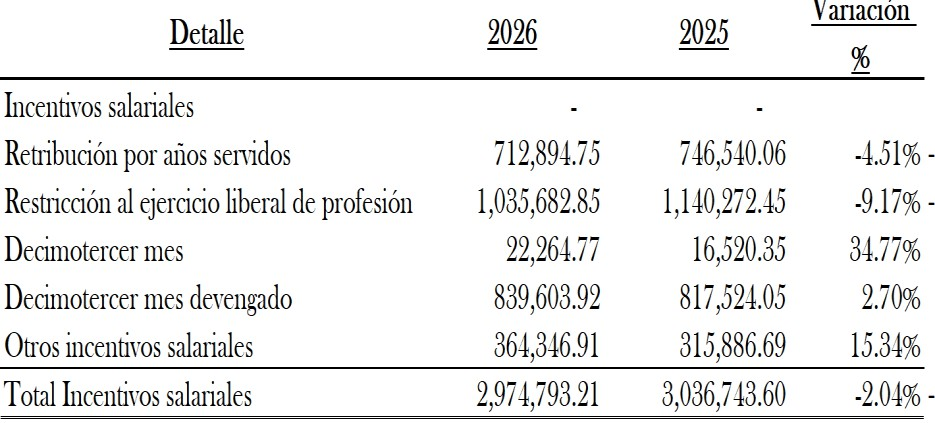 Detalle 2026 2025 Variación %
Incentivos salariales - -
Retribución por años servidos 712,894.75 746,540.06 -4.51% -
Restricción al ejercicio liberal de profesión 1,035,682.85 1,140,272.45 -9.17% -
Decimotercer mes 22,264.77 16,520.35 34.77%
Decimotercer mes devengado 839,603.92 817,524.05 2.70%
Otros incentivos salariales 364,346.91 315,886.69 15.34%
Total Incentivos salariales 2,974,793.21 3,036,743.60 -2.04% -